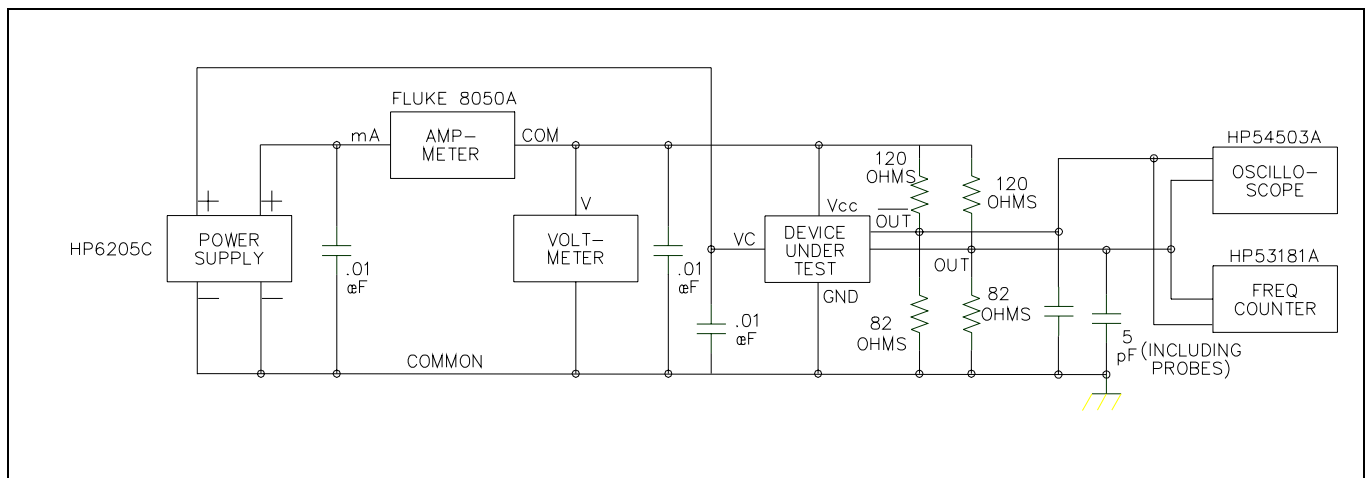 FLUKE 8050A
mA
AMP-
METER
COM
HP54503A
OSCILLO-
SCOPE
120
OHMS
120
OHMS
+
+
HP6205C
POWER
SUPPLY
V
VOLT-
METER
Vcc
OUT
VC
DEVICE
UNDER
TEST
OUT
GND
HP53181A
FREQ
COUNTER
.01
œF
.01
œF
.01
œF
82
OHMS
82
OHMS
5
pF (INCLUDING
PROBES)
COMMON